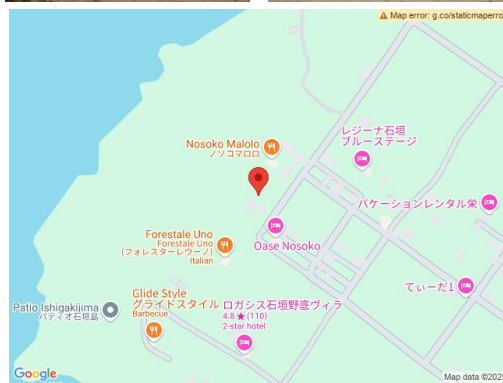 Map error: g.co/staticmaperro
Nosoko Malolo
ノソコマロロ
レジーナ石垣
ブルーステージ
バケーションレンタル栄
Oase Nosoko
Forestale Uno
Forestale Uno
(フォレスターレウーノ)
Italian
てぃーだ1
Glide Style
グライドスタイル
Barbecue
ロガシス石垣野底ヴィラ
4.8 ★ (110)
2-star hotel
Patio Ishigakijima
パティオ石垣島
Google
Map data ©202